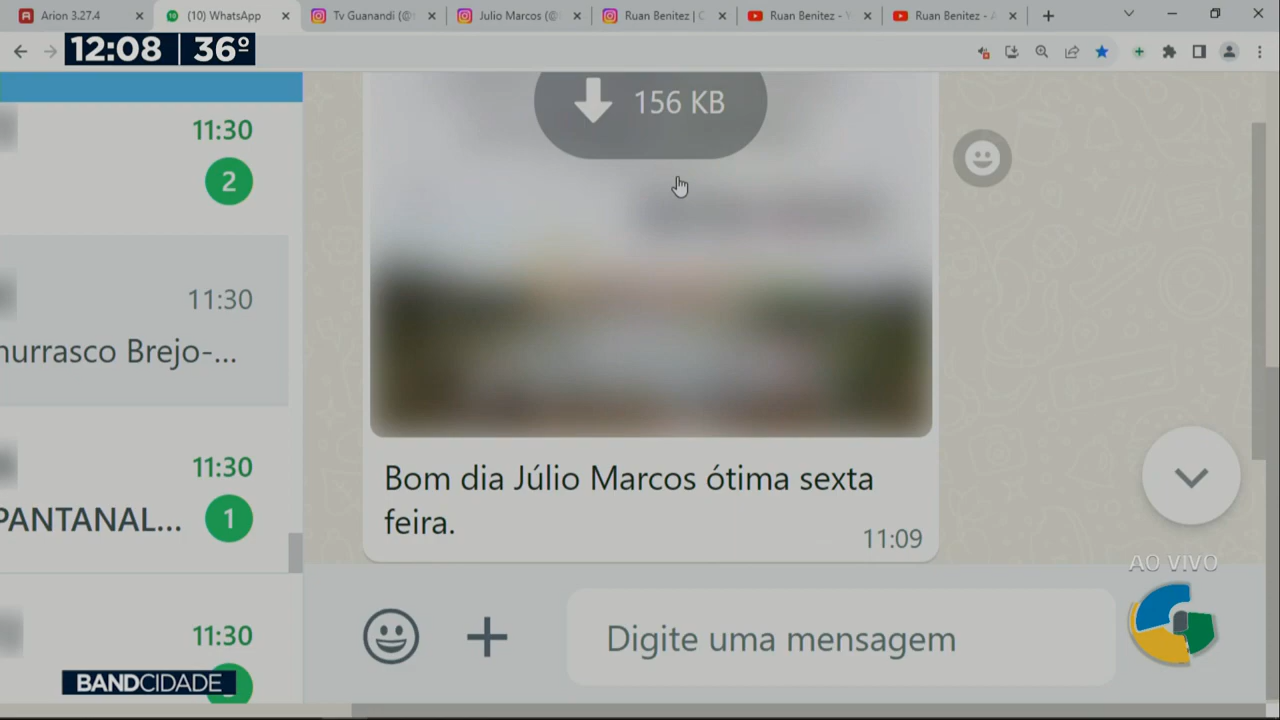 Arion 3.27.4
(10) WhatsApp
Tv Guanandi (@
Julio Marcos (@
Ruan Benitez | C
Ruan Benitez - Y
Ruan Benitez - A
12:08 36º
11:30
2
11:30
hurrasco Brejo-...
11:30
PANTANAL...
1
11:30
BANDCIDADE
156 KB
Bom dia Júlio Marcos ótima sexta
feira.
11:09
Digite uma mensagem
AO VIVO